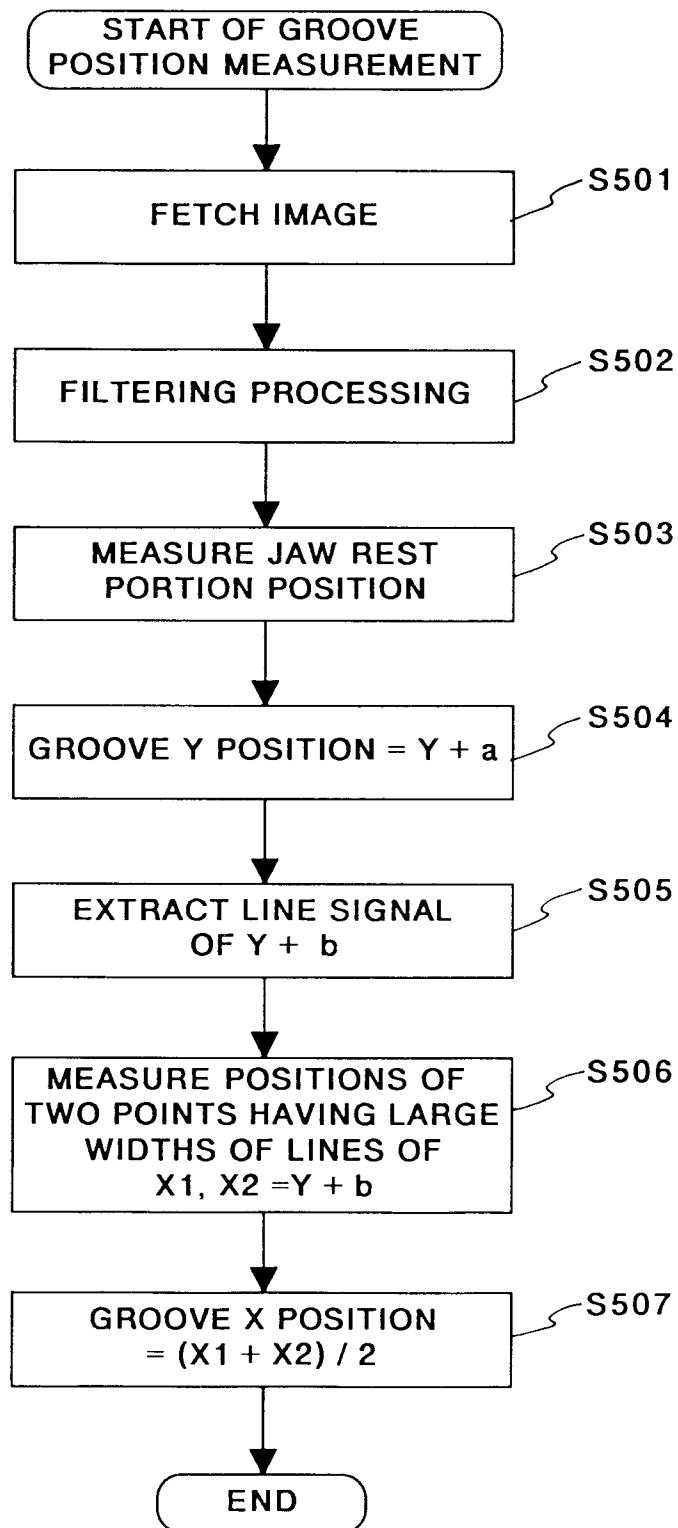 START OF GROOVE
POSITION MEASUREMENT
FETCH IMAGE
S501
FILTERING PROCESSING
S502
MEASURE JAW REST
PORTION POSITION
S503
GROOVE Y POSITION = Y + a
S504
EXTRACT LINE SIGNAL
OF Y + b
S505
MEASURE POSITIONS OF
TWO POINTS HAVING LARGE
WIDTHS OF LINES OF
X1, X2 =Y + b
S506
GROOVE X POSITION
= (X1 + X2) / 2
S507
END